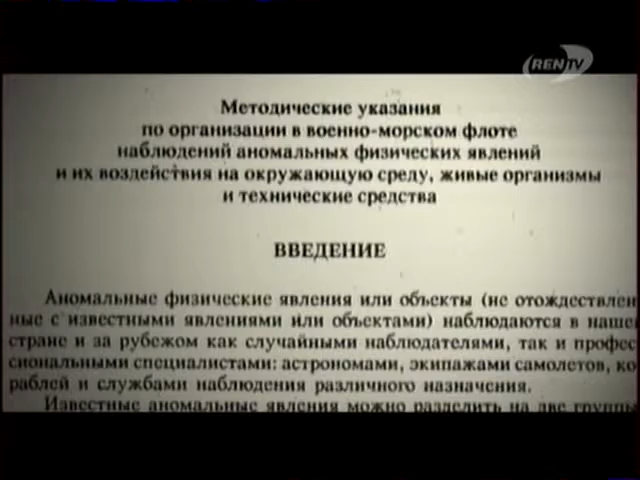 REN TV
Методические указания
по организации в военно-морском флоте
наблюдений аномальных физических явлений
и их воздействия на окружающую среду, живые организмы
и технические средства
ВВЕДЕНИЕ
Аномальные физические явления или объекты (не отождествлен-
ные с известными явлениями или объектами) наблюдаются в нашей
стране и за рубежом как случайными наблюдателями, так и профес-
сиональными специалистами: астрономами, экипажами самолетов, ко-
раблей и службами наблюдения различного назначения.
Известные аномальные явления можно разделить на две группы